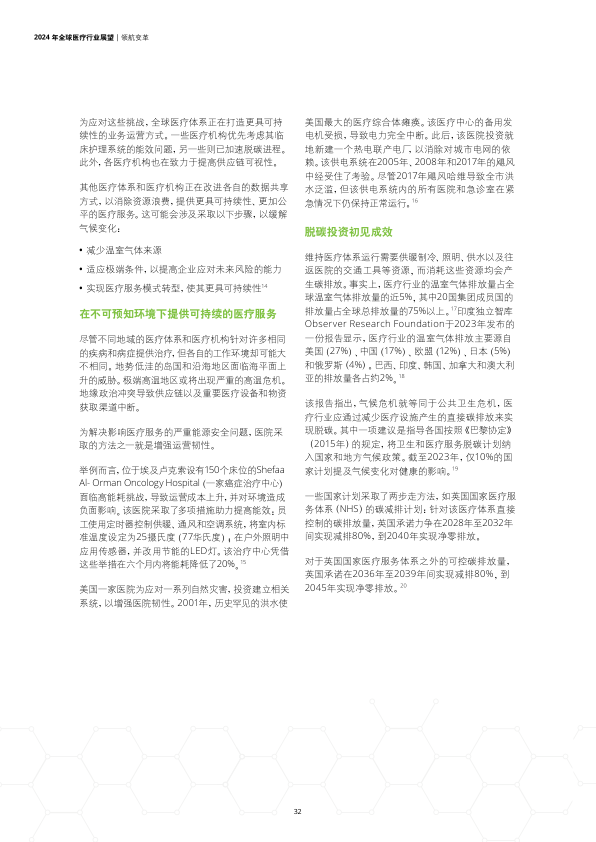 2024 年全球医疗行业展望 | 领航变革
为应对这些挑战，全球医疗体系正在打造更具可持
续性的业务运营方式。一些医疗机构优先考虑其临
床护理系统的能效问题，另一些则已加速脱碳进程。
此外，各医疗机构也在致力于提高供应链可视性。
其他医疗体系和医疗机构正在改进各自的数据共享
方式，以消除资源浪费，提供更具可持续性、更加公
平的医疗服务。这可能会涉及采取以下步骤，以缓解
气候变化：
• 减少温室气体来源
• 适应极端条件，以提高企业应对未来风险的能力
• 实现医疗服务模式转型，使其更具可持续性14
在不可预知环境下提供可持续的医疗服务
尽管不同地域的医疗体系和医疗机构针对许多相同
的疾病和病症提供治疗，但各自的工作环境却可能大
不相同。地势低洼的岛国和沿海地区面临海平面上
升的威胁。极端高温地区或将出现严重的高温危机。
地缘政治冲突导致供应链以及重要医疗设备和物资
获取渠道中断。
为解决影响医疗服务的严重能源安全问题，医院采
取的方法之一就是增强运营韧性。
举例而言，位于埃及卢克索设有150个床位的Shefaa
Al- Orman Oncology Hospital（一家癌症治疗中心）
面临高能耗挑战，导致运营成本上升，并对环境造成
负面影响。该医院采取了多项措施助力提高能效：员
工使用定时器控制供暖、通风和空调系统，将室内标
准温度设定为25摄氏度（77华氏度）；在户外照明中
应用传感器，并改用节能的LED灯。该治疗中心凭借
这些举措在六个月内将能耗降低了20%。15
美国一家医院为应对一系列自然灾害，投资建立相关
系统，以增强医院韧性。2001年，历史罕见的洪水使
美国最大的医疗综合体瘫痪。该医疗中心的备用发
电机受损，导致电力完全中断。此后，该医院投资就
地新建一个热电联产电厂，以消除对城市电网的依
赖。该供电系统在2005年、2008年和2017年的飓风
中经受住了考验。尽管2017年飓风哈维导致全市洪
水泛滥，但该供电系统内的所有医院和急诊室在紧
急情况下仍保持正常运行。16
脱碳投资初见成效
维持医疗体系运行需要供暖制冷、照明、供水以及往
返医院的交通工具等资源，而消耗这些资源均会产
生碳排放。事实上，医疗行业的温室气体排放量占全
球温室气体排放量的近5%，其中20国集团成员国的
排放量占全球总排放量的75%以上。17印度独立智库
Observer Research Foundation于2023年发布的
一份报告显示，医疗行业的温室气体排放主要源自
美国（27%）、中国（17%）、欧盟（12%）、日本（5%）
和俄罗斯（4%）。巴西、印度、韩国、加拿大和澳大利
亚的排放量各占约2%。18
该报告指出，气候危机就等同于公共卫生危机，医
疗行业应通过减少医疗设施产生的直接碳排放来实
现脱碳。其中一项建议是指导各国按照《巴黎协定》
（2015年）的规定，将卫生和医疗服务脱碳计划纳
入国家和地方气候政策。截至2023年，仅10%的国
家计划提及气候变化对健康的影响。19
一些国家计划采取了两步走方法，如英国国家医疗服
务体系（NHS）的碳减排计划：针对该医疗体系直接
控制的碳排放量，英国承诺力争在2028年至2032年
间实现减排80%，到2040年实现净零排放。
对于英国国家医疗服务体系之外的可控碳排放量，
英国承诺在2036年至2039年间实现减排80%，到
2045年实现净零排放。20
32